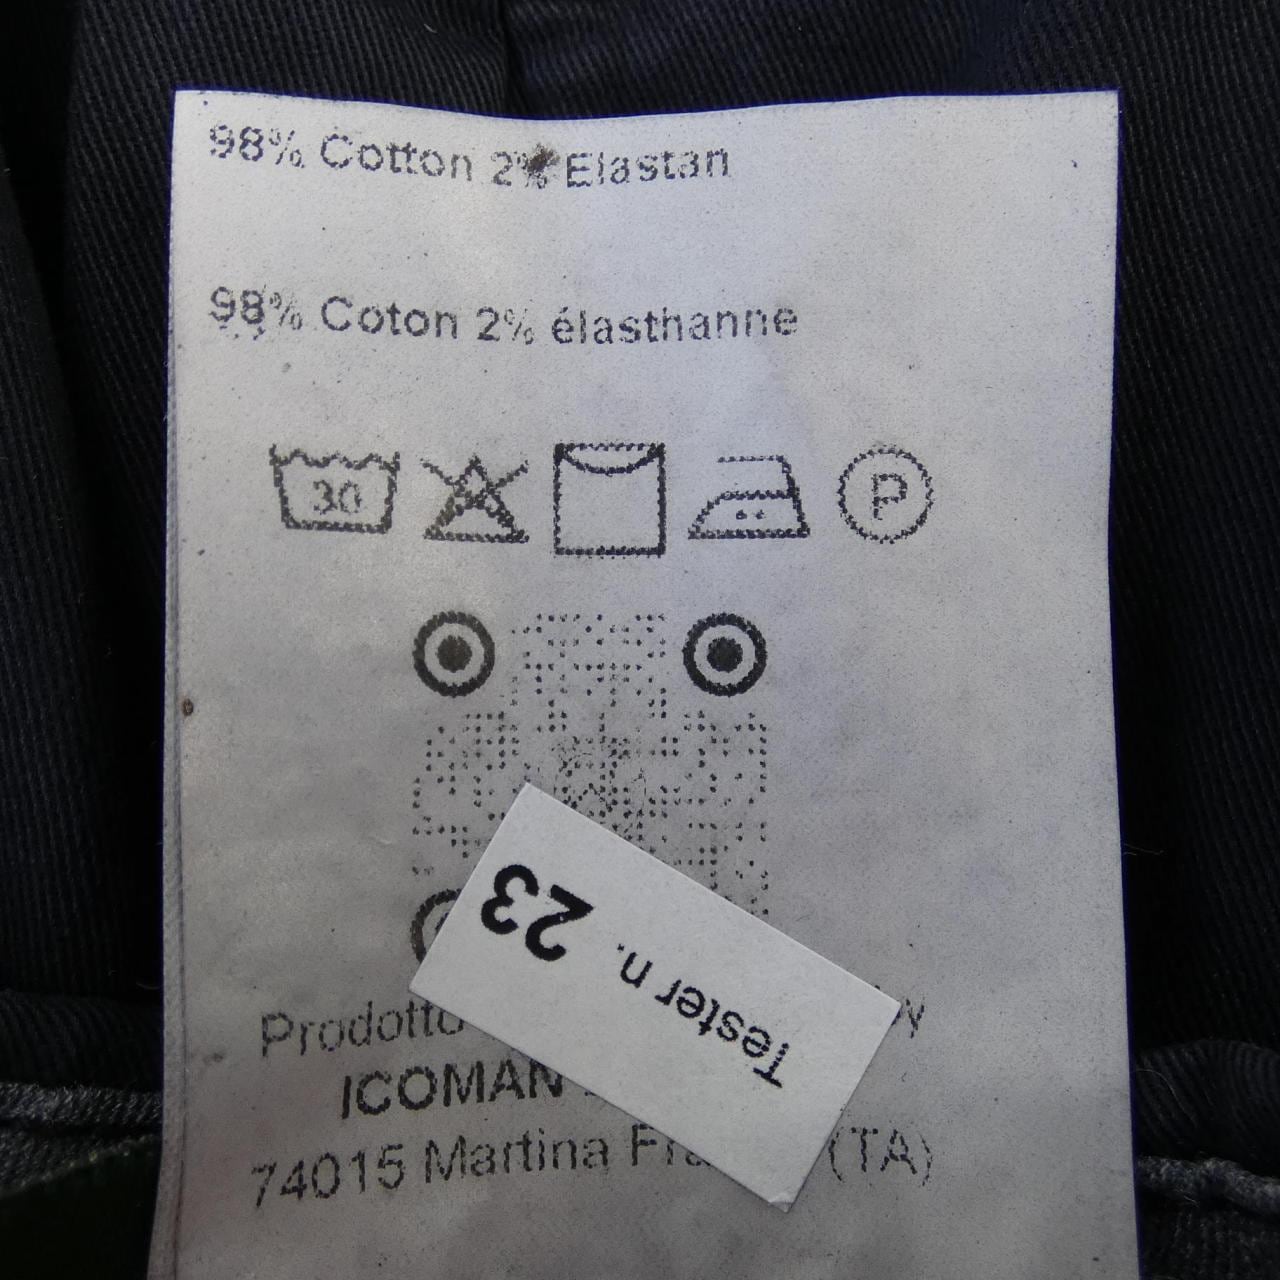 98% Cotton 2% Elastan
98% Coton 2% élasthanne
30
P
Tester n. 23
Prodotto
ICOMAN
74015 Martina (TA)